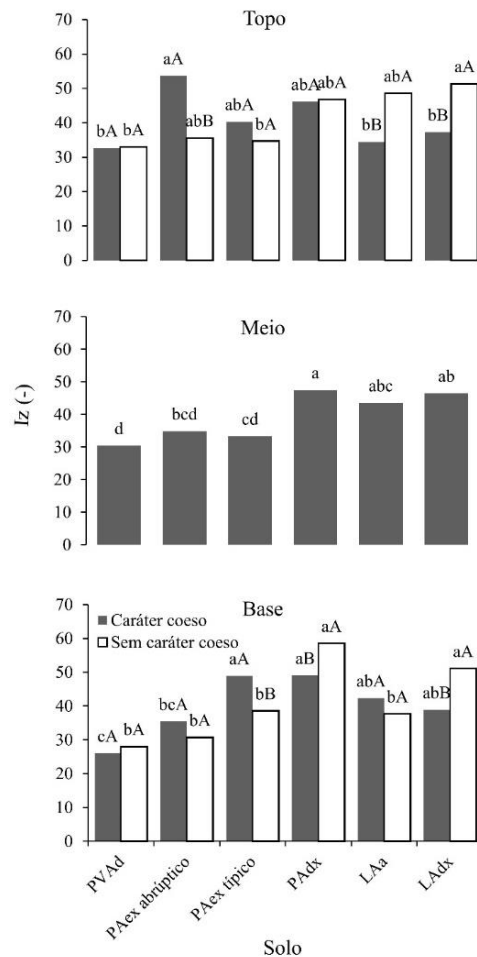 Topo
70
60
50
40
30
20
10
0
bA bA aA abB abA bA abA abA bB abA bB aA
Iz (-)
Meio
70
60
50
40
30
20
10
0
d bcd cd a abc ab
Base
70
60
50
40
30
20
10
0
Caráter coeso
Sem caráter coeso
cA bA bcA bA aA bB aB aA abA bA abB aA
PVAd PAex abrúptico PAex típico PAdx LAa LAdx
Solo